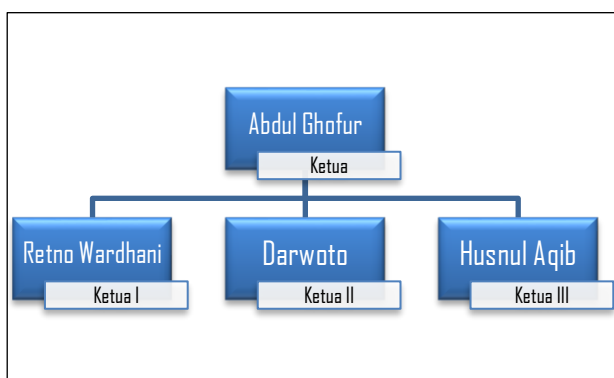 Abdul Ghofur
Ketua
Retno Wardhani
Ketua I
Darwoto
Ketua II
Husnul Aqib
Ketua III